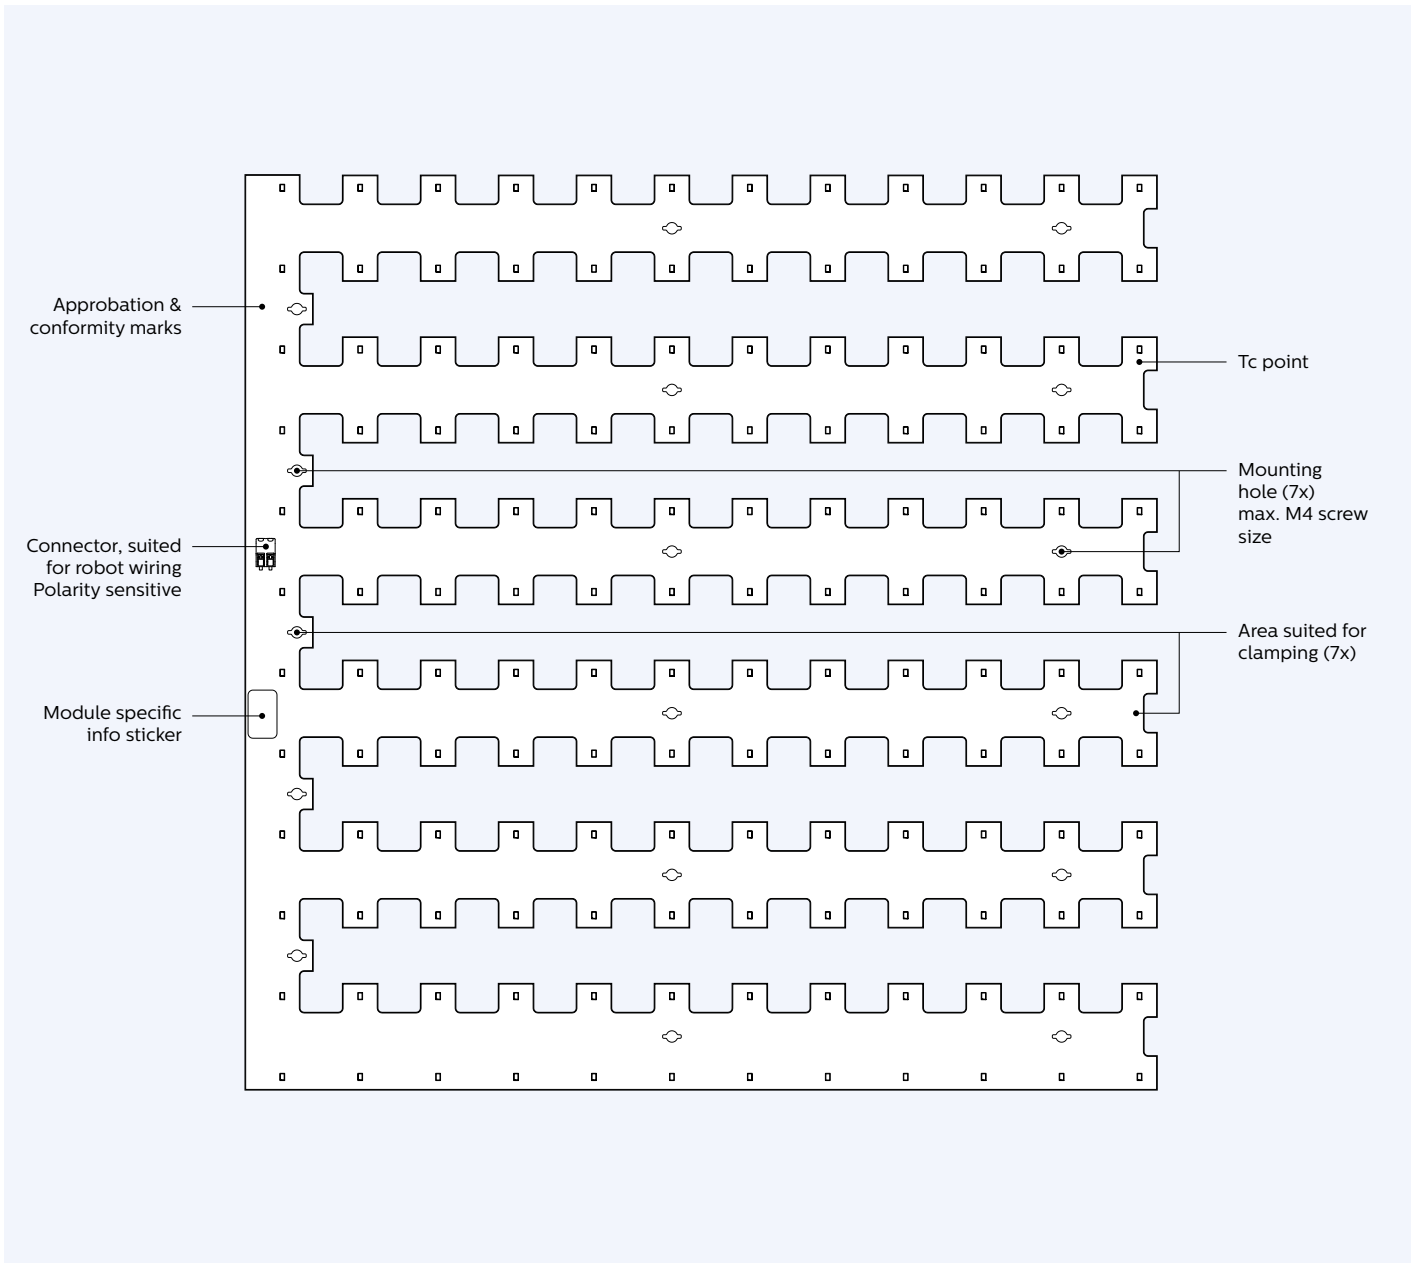 Approbation &
conformity marks
Tc point
Mounting
hole (7x)
max. M4 screw
size
Connector, suited
for robot wiring
Polarity sensitive
Area suited for
clamping (7x)
Module specific
info sticker